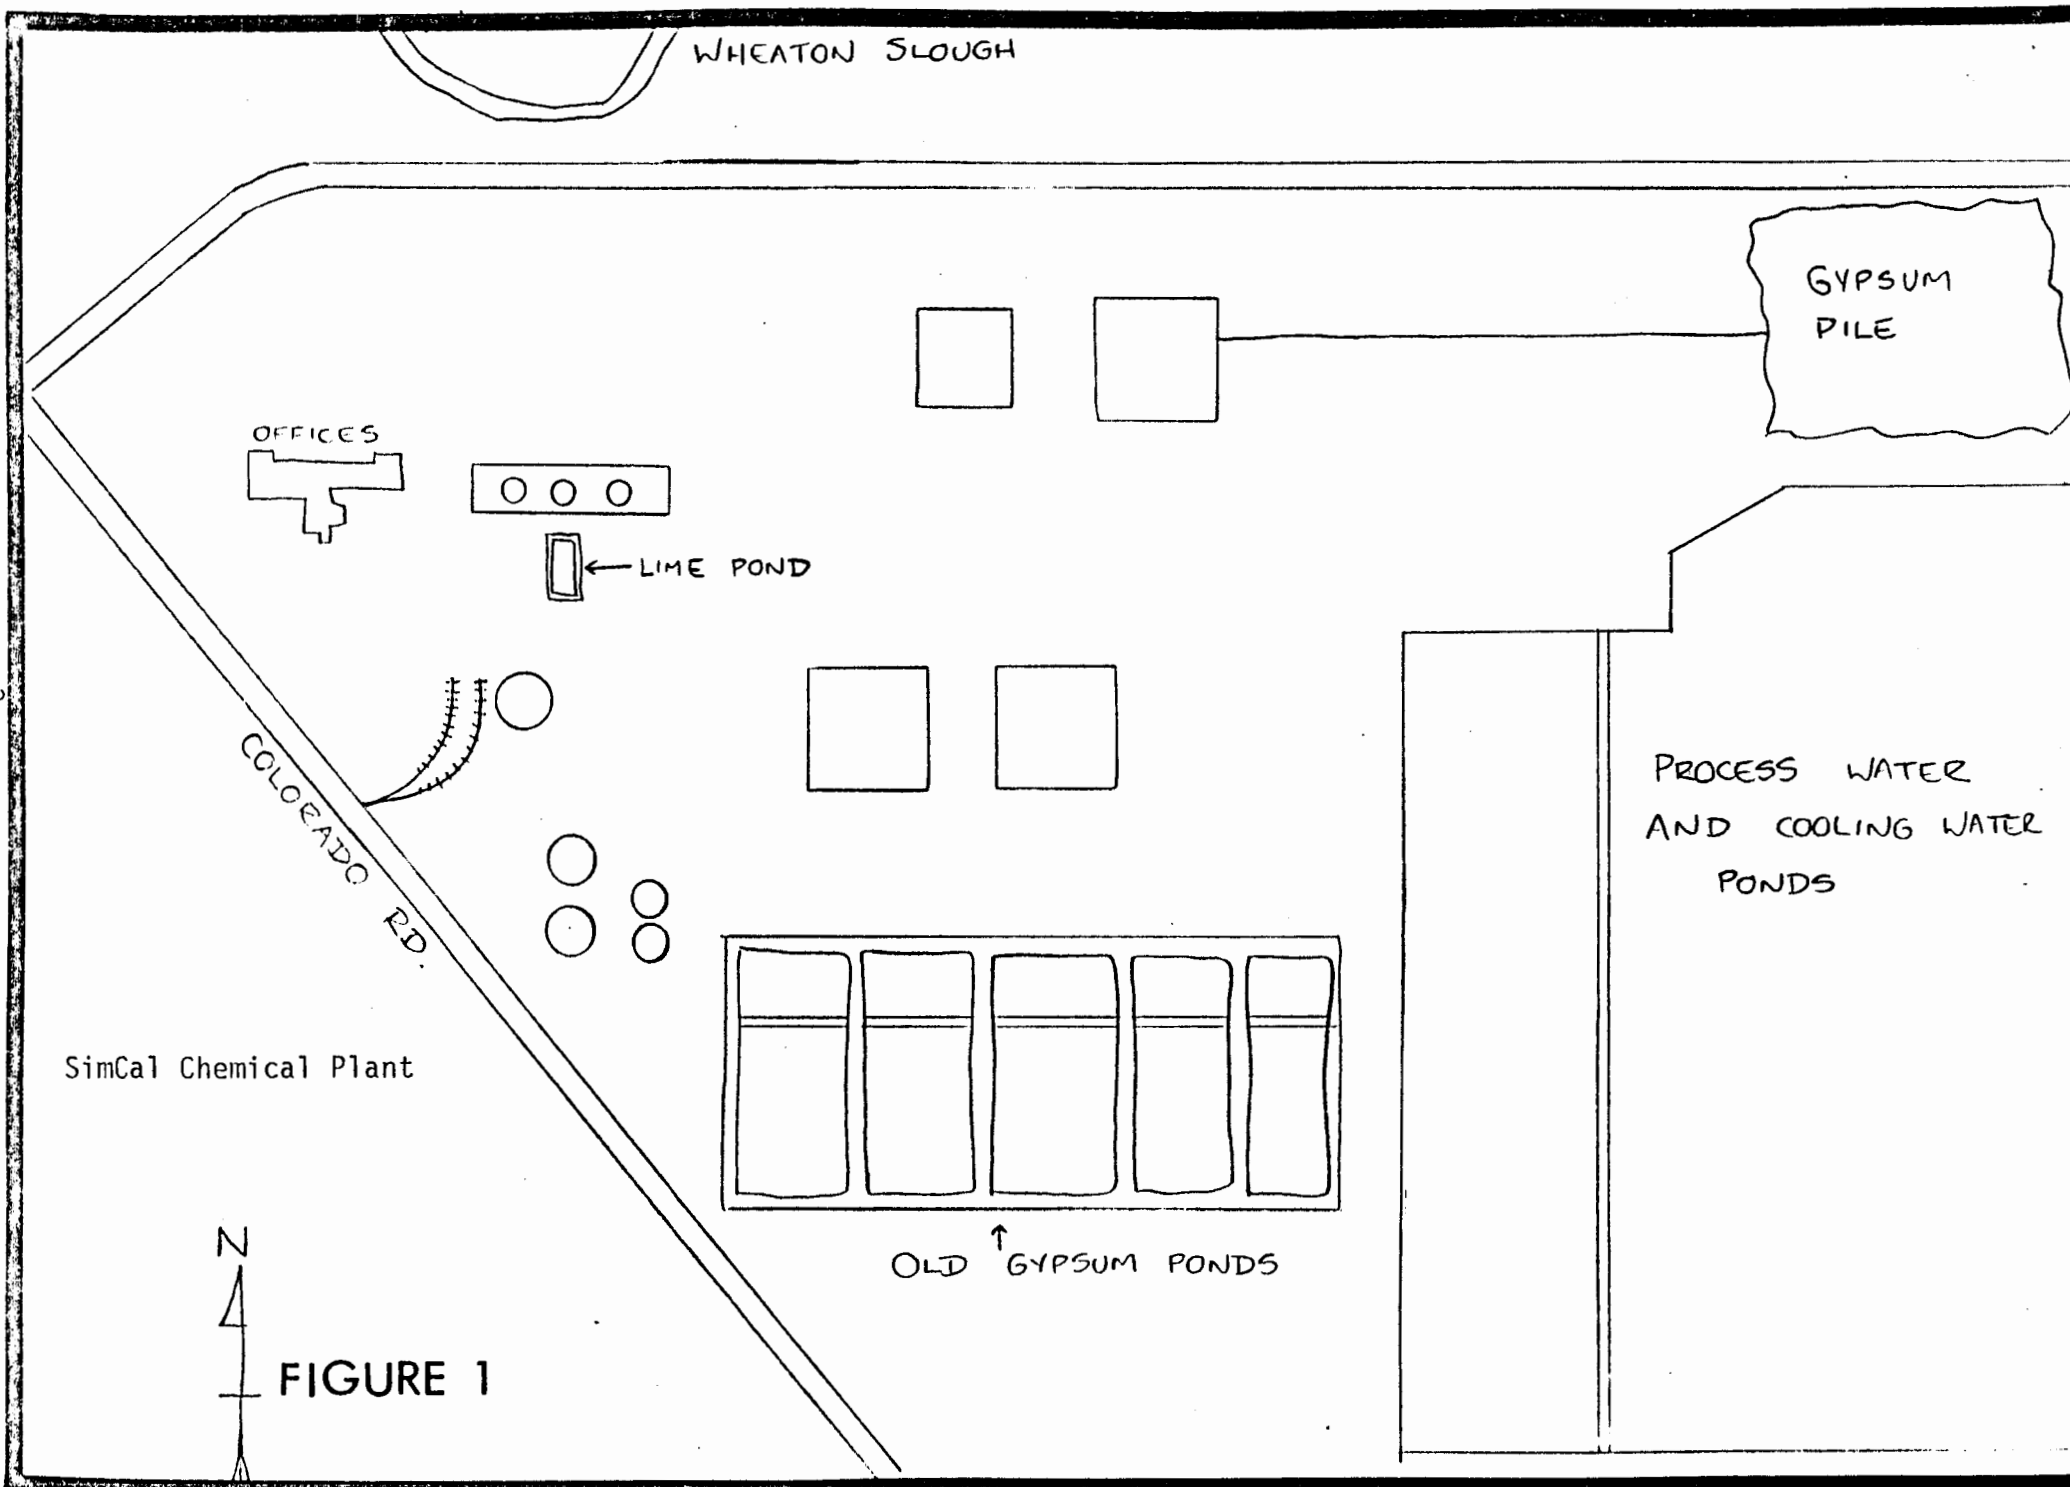 WHEATON SLOUGH
GYPSUM
PILE
OFFICES
LIME POND
COLORADO RD.
PROCESS WATER
AND COOLING WATER
PONDS
SimCal Chemical Plant
OLD GYPSUM PONDS
N
FIGURE 1